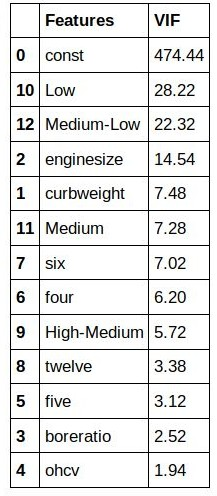 Features VIF
0 const 474.44
10 Low 28.22
12 Medium-Low 22.32
2 enginesize 14.54
1 curbweight 7.48
11 Medium 7.28
7 six 7.02
6 four 6.20
9 High-Medium 5.72
8 twelve 3.38
5 five 3.12
3 boreratio 2.52
4 ohcv 1.94